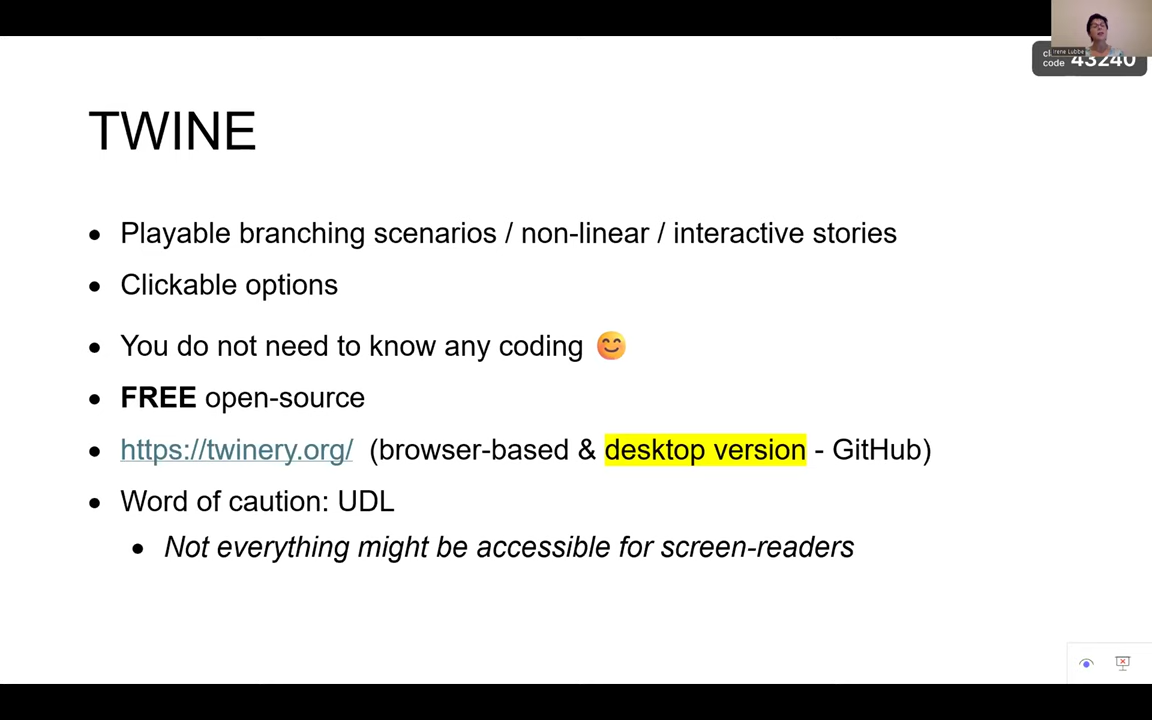 Irene Lubbe
code 43240
TWINE
• Playable branching scenarios / non-linear / interactive stories
• Clickable options
• You do not need to know any coding 😊
• FREE open-source
• https://twinery.org/ (browser-based & desktop version - GitHub)
• Word of caution: UDL
• Not everything might be accessible for screen-readers